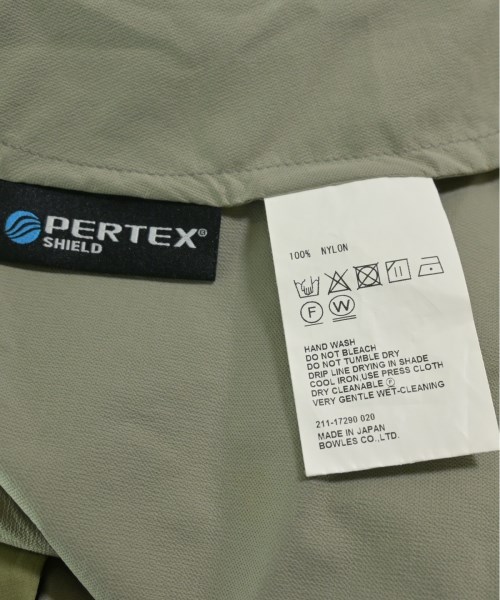 PERTEX®
SHIELD
100% NYLON
F W
HAND WASH
DO NOT BLEACH
DO NOT TUMBLE DRY
DRIP LINE DRYING IN SHADE
COOL IRON,USE PRESS CLOTH
DRY CLEANABLE Ⓕ
VERY GENTLE WET-CLEANING
211-17290 020
MADE IN JAPAN
BOWLES CO.,LTD.